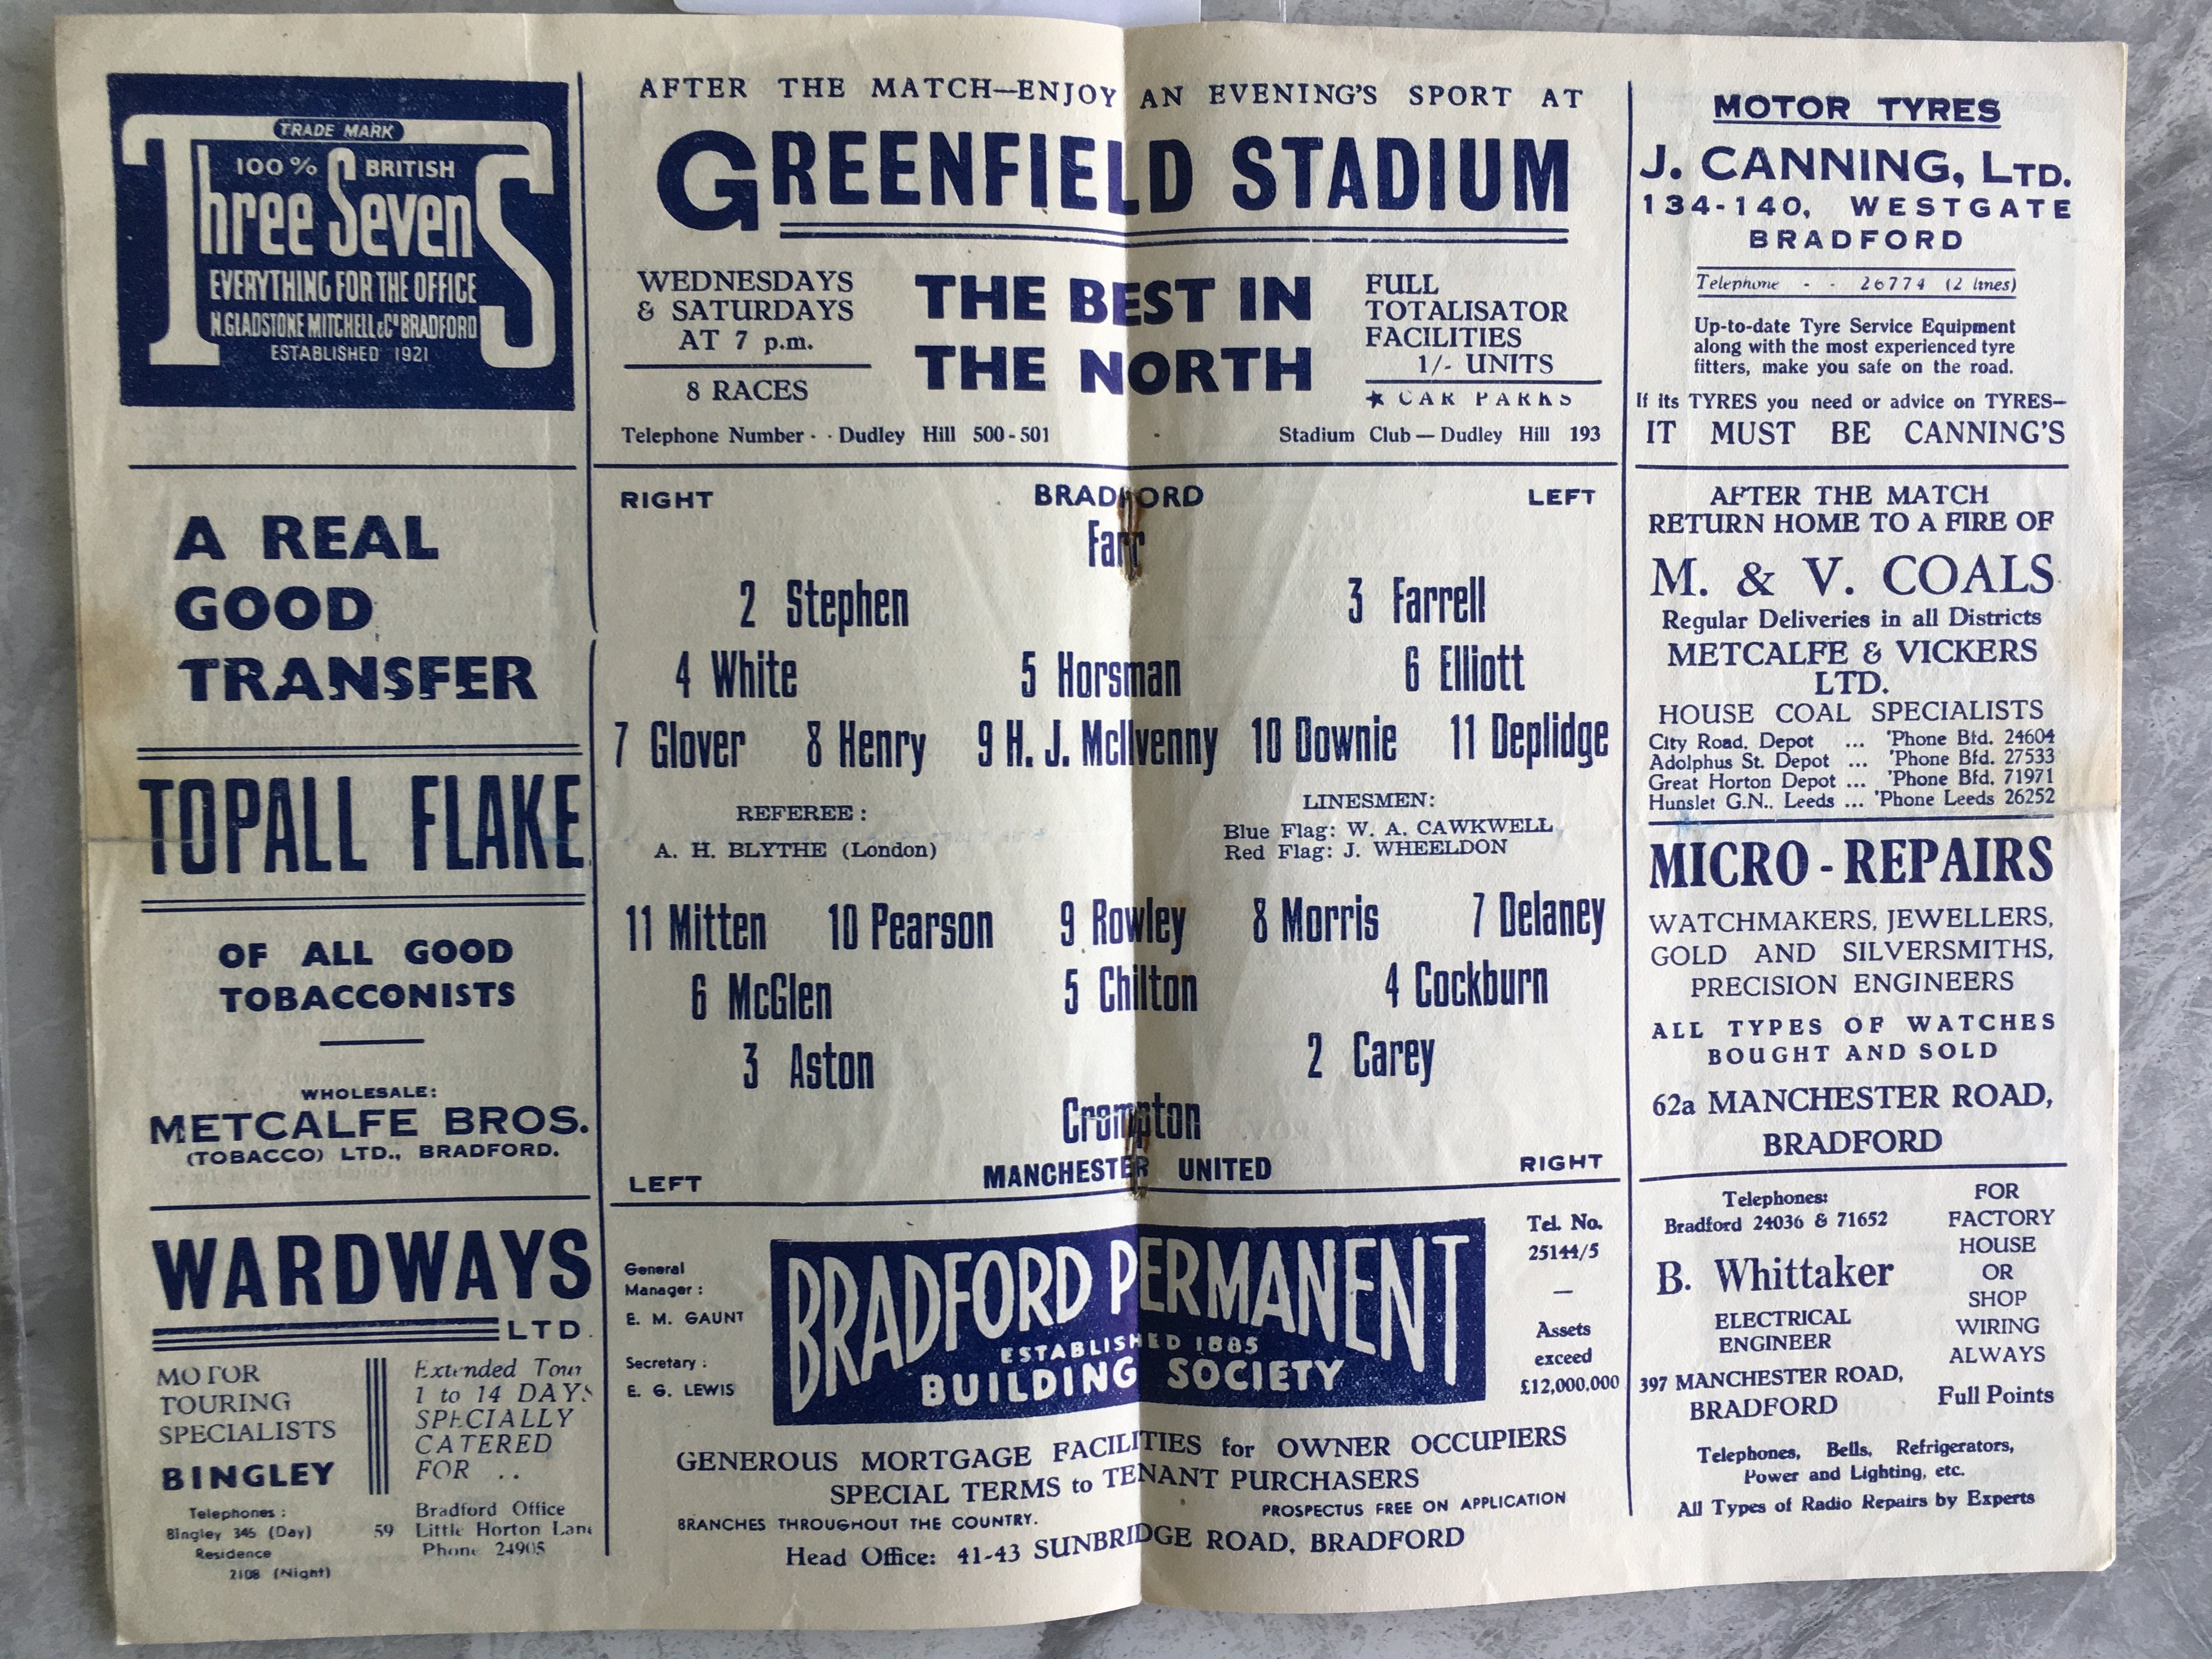 TRADE MARK
100% BRITISH
Three SevenS
EVERYTHING FOR THE OFFICE
N. GLADSTONE MITCHELL & Co BRADFORD
ESTABLISHED 1921
A REAL
GOOD
TRANSFER
TOPALL FLAKE
OF ALL GOOD
TOBACCONISTS
WHOLESALE:
METCALFE BROS.
(TOBACCO) LTD., BRADFORD.
WARDWAYS
LTD.
MOTOR
TOURING
SPECIALISTS
BINGLEY
Telephones:
Bingley 346 (Day)
Residence
2108 (Night)
Extended Tour
1 to 14 DAYS
SPECIALLY
CATERED
FOR ..
Bradford Office
59 Little Horton Lane
Phone 24905
AFTER THE MATCH—ENJOY AN EVENING'S SPORT AT
GREENFIELD STADIUM
WEDNESDAYS
& SATURDAYS
AT 7 p.m.
8 RACES
THE BEST IN
THE NORTH
FULL
TOTALISATOR
FACILITIES
1/- UNITS
★ CAR PARKS
Telephone Number - - Dudley Hill 500-501 - Stadium Club — Dudley Hill 193
RIGHT BRADFORD LEFT
Farr
2 Stephen 3 Farrell
4 White 5 Horsman 6 Elliott
7 Glover 8 Henry 9 H. J. McIlvenny 10 Downie 11 Deplidge
REFEREE:
A. H. BLYTHE (London)
LINESMEN:
Blue Flag: W. A. CAWKWELL
Red Flag: J. WHEELDON
11 Mitten 10 Pearson 9 Rowley 8 Morris 7 Delaney
6 McGlen 5 Chilton 4 Cockburn
3 Aston 2 Carey
Crompton
LEFT MANCHESTER UNITED RIGHT
General
Manager:
E. M. GAUNT
Secretary:
E. G. LEWIS
BRADFORD PERMANENT
ESTABLISHED 1885
BUILDING SOCIETY
Tel. No.
25144/5
—
Assets
exceed
£12,000,000
GENEROUS MORTGAGE FACILITIES for OWNER OCCUPIERS
SPECIAL TERMS to TENANT PURCHASERS
BRANCHES THROUGHOUT THE COUNTRY. PROSPECTUS FREE ON APPLICATION
Head Office: 41-43 SUNBRIDGE ROAD, BRADFORD
MOTOR TYRES
J. CANNING, LTD.
134-140, WESTGATE
BRADFORD
Telephone - - 26774 (2 lines)
Up-to-date Tyre Service Equipment
along with the most experienced tyre
fitters, make you safe on the road.
If its TYRES you need or advice on TYRES—
IT MUST BE CANNING'S
AFTER THE MATCH
RETURN HOME TO A FIRE OF
M. & V. COALS
Regular Deliveries in all Districts
METCALFE & VICKERS
LTD.
HOUSE COAL SPECIALISTS
City Road, Depot ... 'Phone Bfd. 24604
Adolphus St. Depot ... 'Phone Bfd. 27533
Great Horton Depot ... 'Phone Bfd. 71971
Hunslet G.N., Leeds ... 'Phone Leeds 26252
MICRO-REPAIRS
WATCHMAKERS, JEWELLERS,
GOLD AND SILVERSMITHS,
PRECISION ENGINEERS
ALL TYPES OF WATCHES
BOUGHT AND SOLD
62a MANCHESTER ROAD,
BRADFORD
Telephones:
Bradford 24036 & 71652
B. Whittaker
ELECTRICAL
ENGINEER
397 MANCHESTER ROAD,
BRADFORD
FOR
FACTORY
HOUSE
OR
SHOP
WIRING
ALWAYS
Full Points
Telephones, Bells, Refrigerators,
Power and Lighting, etc.
All Types of Radio Repairs by Experts